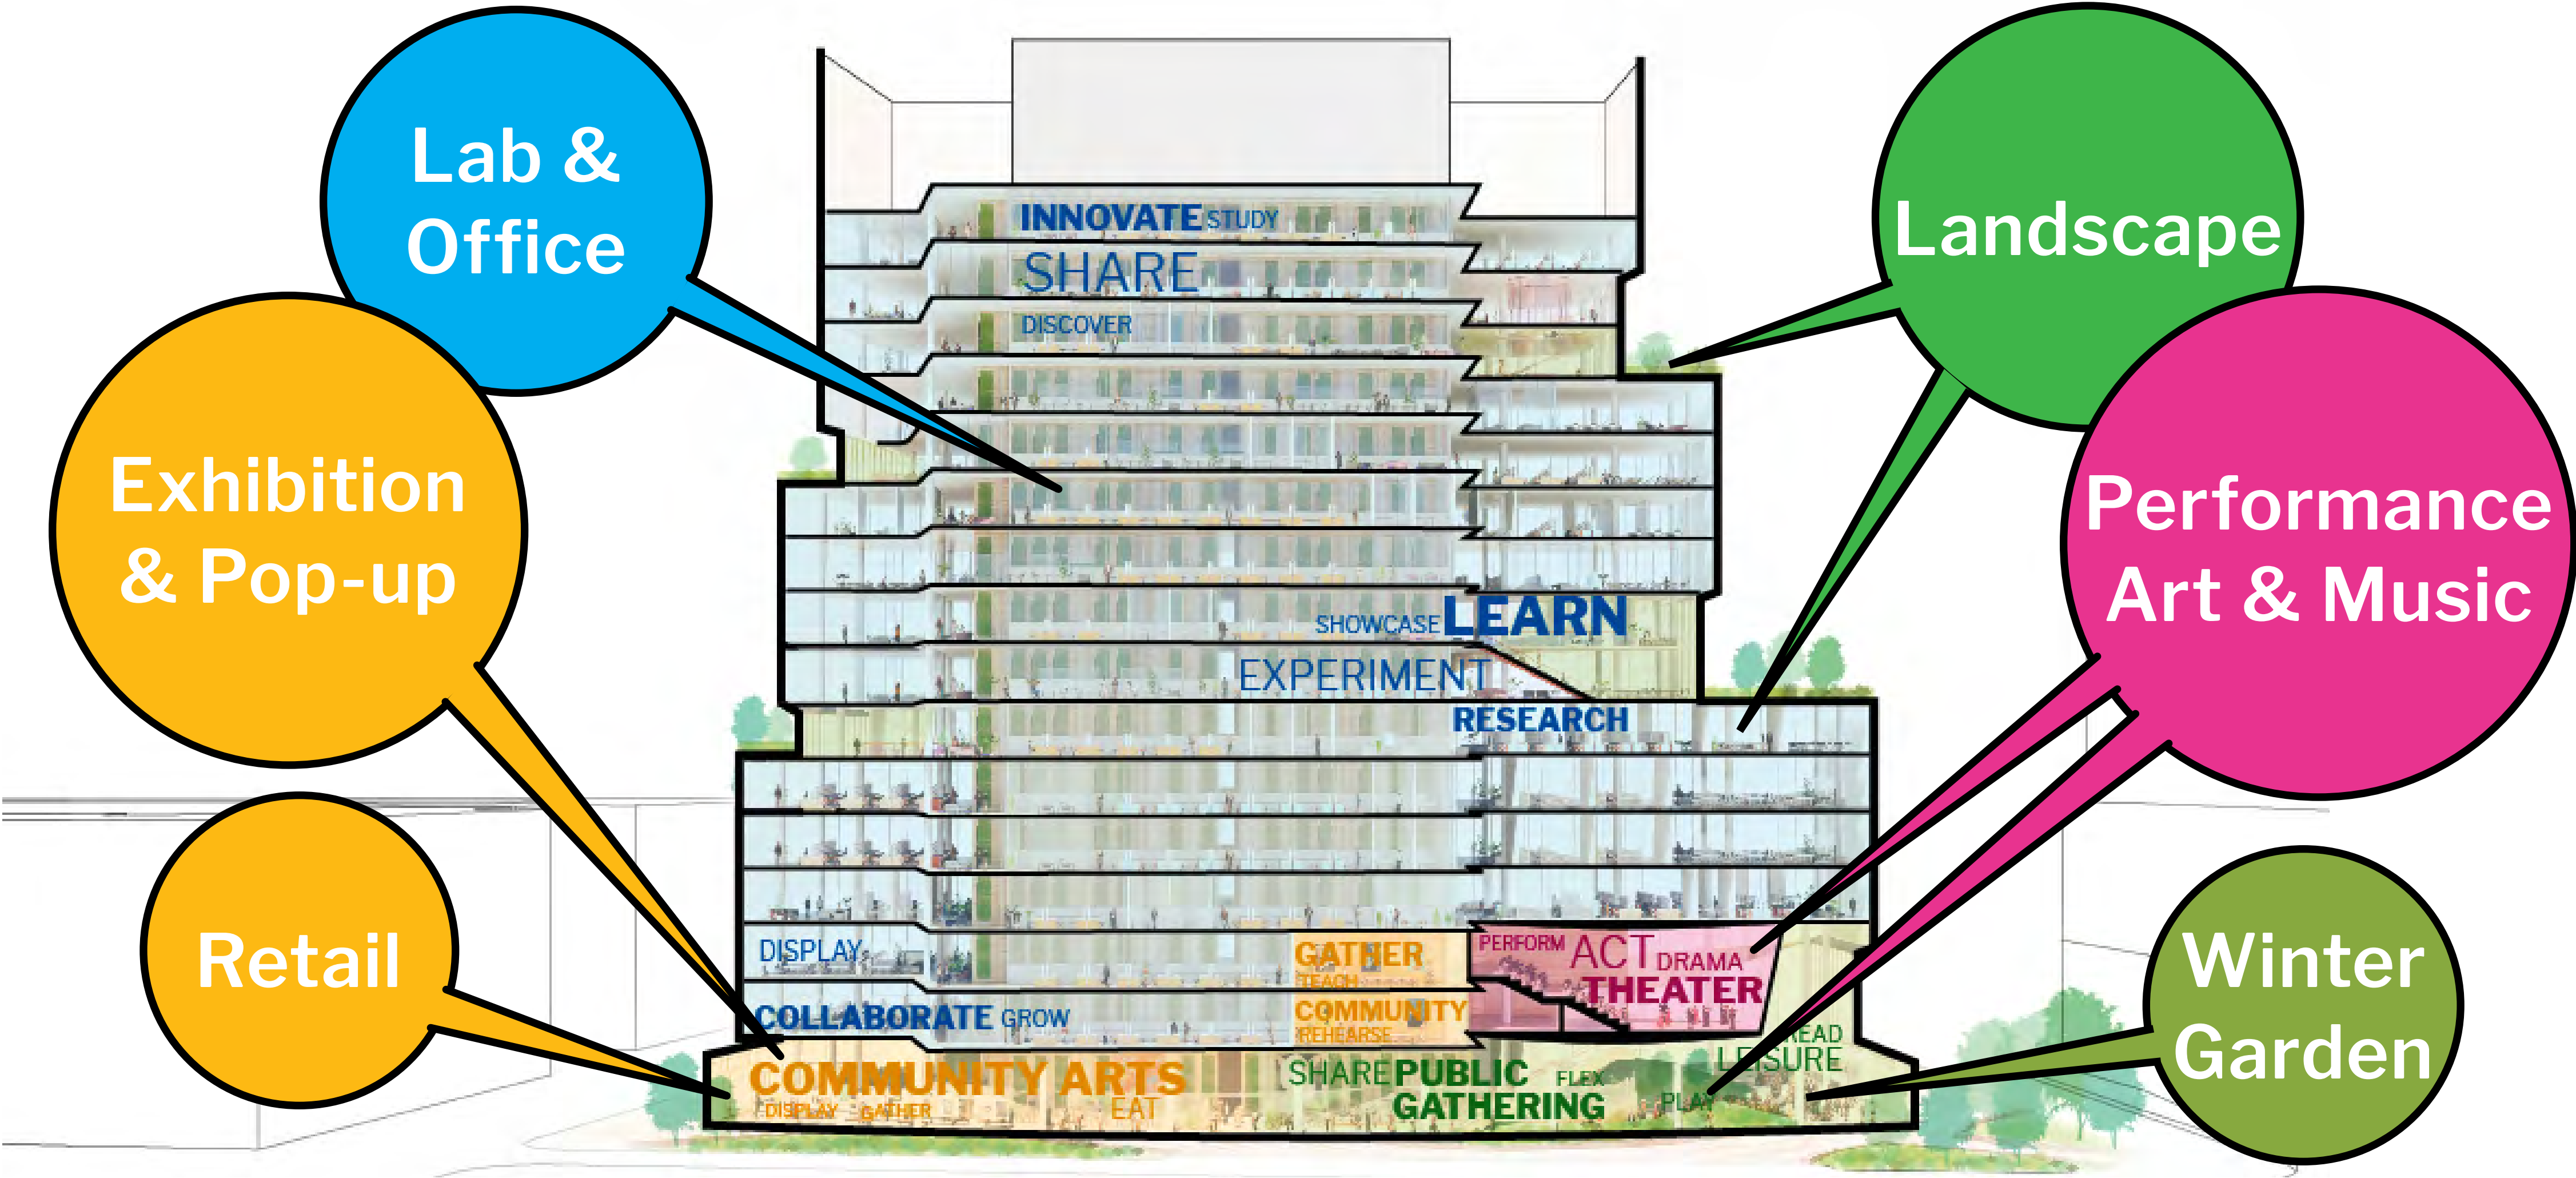 Lab &
Office
Landscape
Exhibition
& Pop-up
Performance
Art & Music
Retail
Winter
Garden
INNOVATE STUDY
SHARE
DISCOVER
SHOWCASE LEARN
EXPERIMENT
RESEARCH
DISPLAY
GATHER
TEACH
PERFORM ACT DRAMA
THEATER
COLLABORATE GROW
COMMUNITY
REHEARSE
READ
LEISURE
COMMUNITY ARTS
DISPLAY GATHER EAT
SHARE PUBLIC FLEX
GATHERING
PLAY